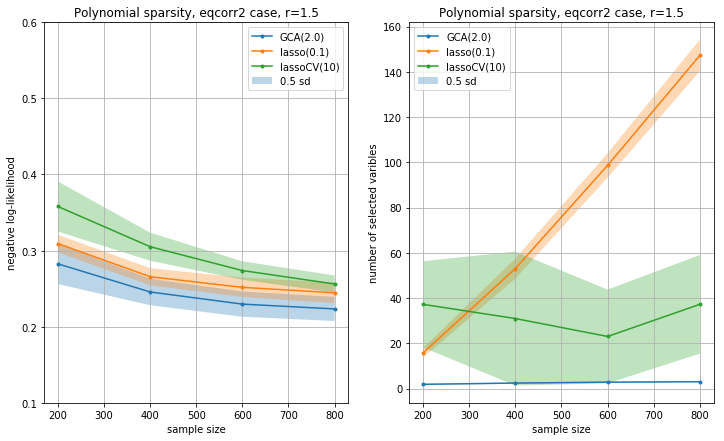 Polynomial sparsity, eqcorr2 case, r=1.5
GCA(2.0)
lasso(0.1)
lassoCV(10)
0.5 sd
negative log-likelihood
0.6
0.5
0.4
0.3
0.2
0.1
200 300 400 500 600 700 800
sample size
Polynomial sparsity, eqcorr2 case, r=1.5
GCA(2.0)
lasso(0.1)
lassoCV(10)
0.5 sd
number of selected varibles
160
140
120
100
80
60
40
20
0
200 300 400 500 600 700 800
sample size